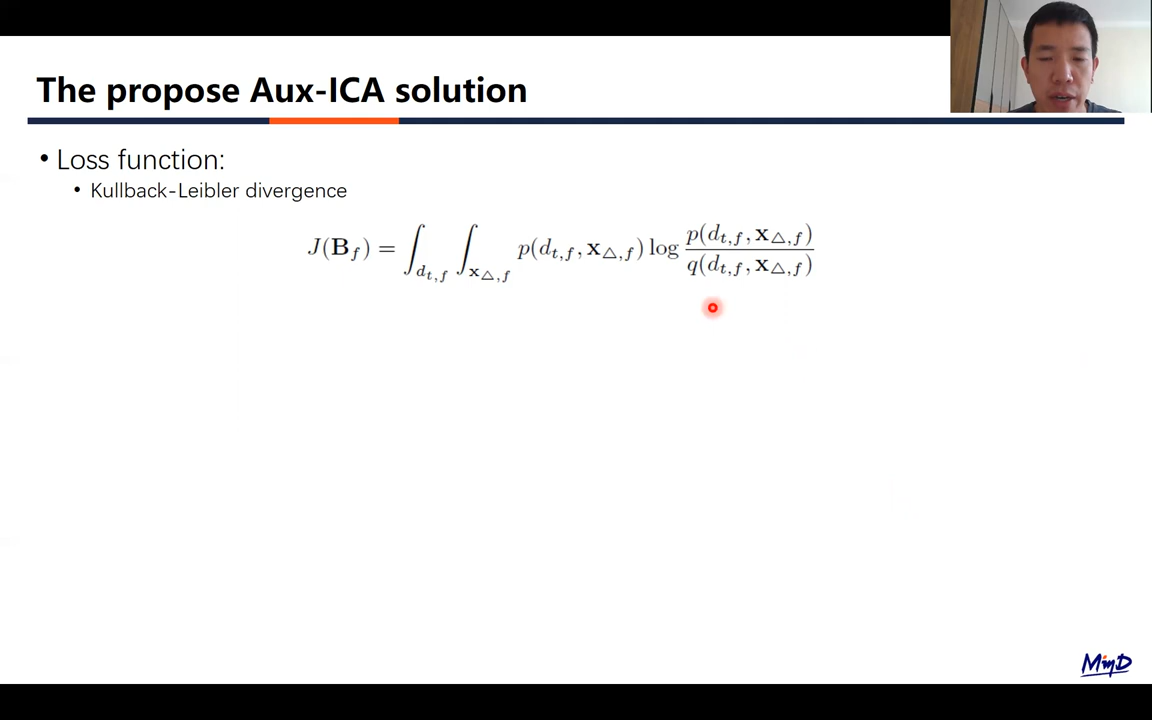 The propose Aux-ICA solution
• Loss function:
• Kullback-Leibler divergence
J(𝐁_f) = ∫_{d_{t,f}} ∫_{𝐱_{△,f}} p(d_{t,f}, 𝐱_{△,f}) log p(d_{t,f}, 𝐱_{△,f}) / q(d_{t,f}, 𝐱_{△,f})
MinD